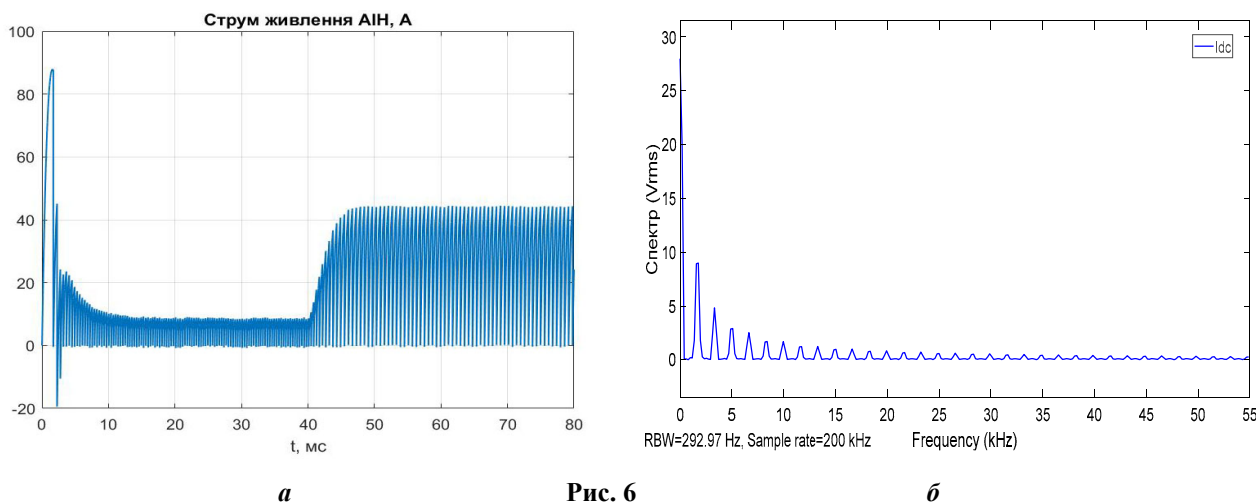 Струм живлення АІН, А
100
80
60
40
20
0
-20
0 10 20 30 40 50 60 70 80
t, мс
Idc
Спектр (Vrms)
30
25
20
15
10
5
0
0 5 10 15 20 25 30 35 40 45 50 55
RBW=292.97 Hz, Sample rate=200 kHz Frequency (kHz)
а Рис. 6 б